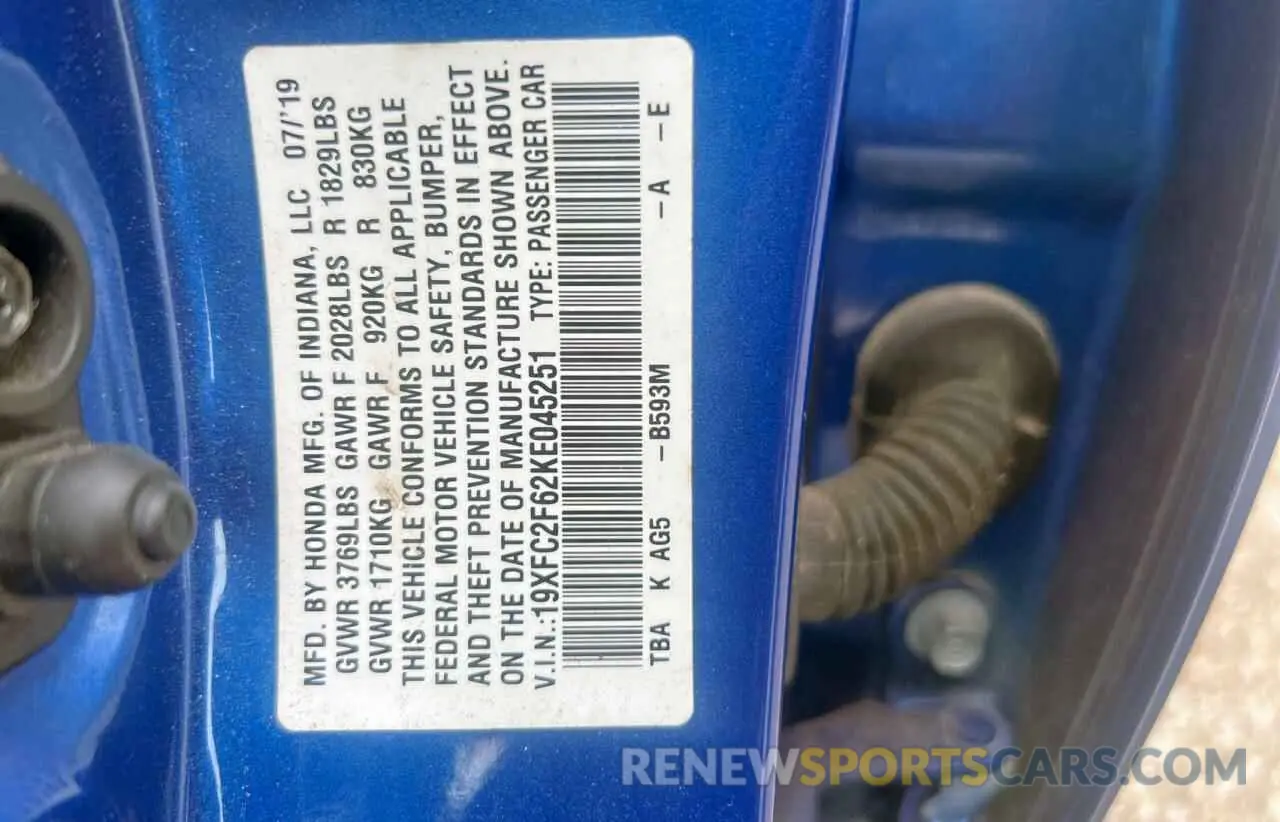 MFD. BY HONDA MFG. OF INDIANA, LLC 07/'19
GVWR 3769LBS GAWR F 2028LBS R 1829LBS
GVWR 1710KG GAWR F 920KG R 830KG
THIS VEHICLE CONFORMS TO ALL APPLICABLE
FEDERAL MOTOR VEHICLE SAFETY, BUMPER,
AND THEFT PREVENTION STANDARDS IN EFFECT
ON THE DATE OF MANUFACTURE SHOWN ABOVE.
V.I.N.:19XFC2F62KE045251 TYPE: PASSENGER CAR
TBA K AG5 -B593M -A -E
RENEWSPORTSCARS.COM